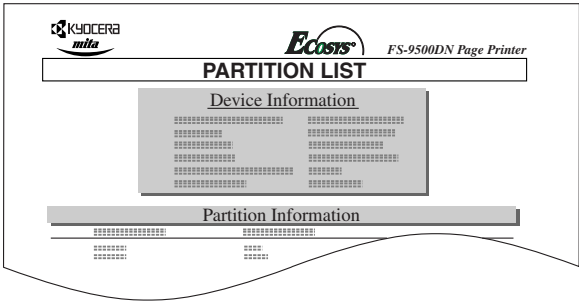 KYOCERA
mita
Ecosys
FS-9500DN Page Printer
PARTITION LIST
Device Information
Partition Information